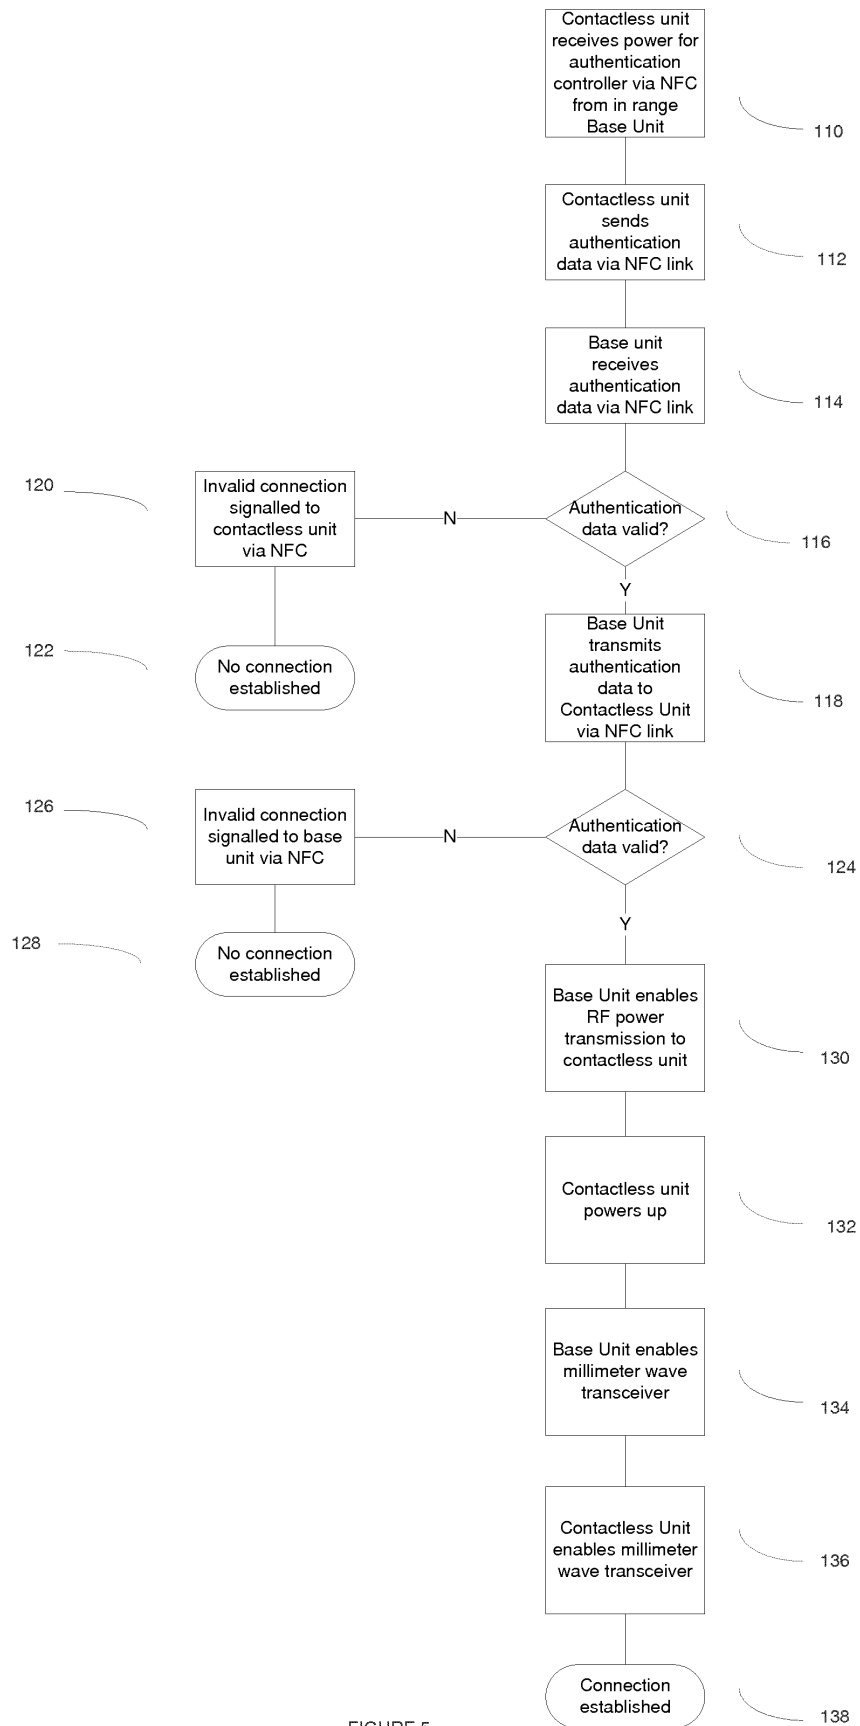 Contactless unit
receives power for
authentication
controller via NFC
from in range
Base Unit
110
Contactless unit
sends
authentication
data via NFC link
112
Base unit
receives
authentication
data via NFC link
114
120
Invalid connection
signalled to
contactless unit
via NFC
N
Authentication
data valid?
116
Y
122
No connection
established
Base Unit
transmits
authentication
data to
Contactless Unit
via NFC link
118
126
Invalid connection
signalled to base
unit via NFC
N
Authentication
data valid?
124
Y
128
No connection
established
Base Unit enables
RF power
transmission to
contactless unit
130
Contactless unit
powers up
132
Base Unit enables
millimeter wave
transceiver
134
Contactless Unit
enables millimeter
wave transceiver
136
Connection
established
138
FIGURE 5